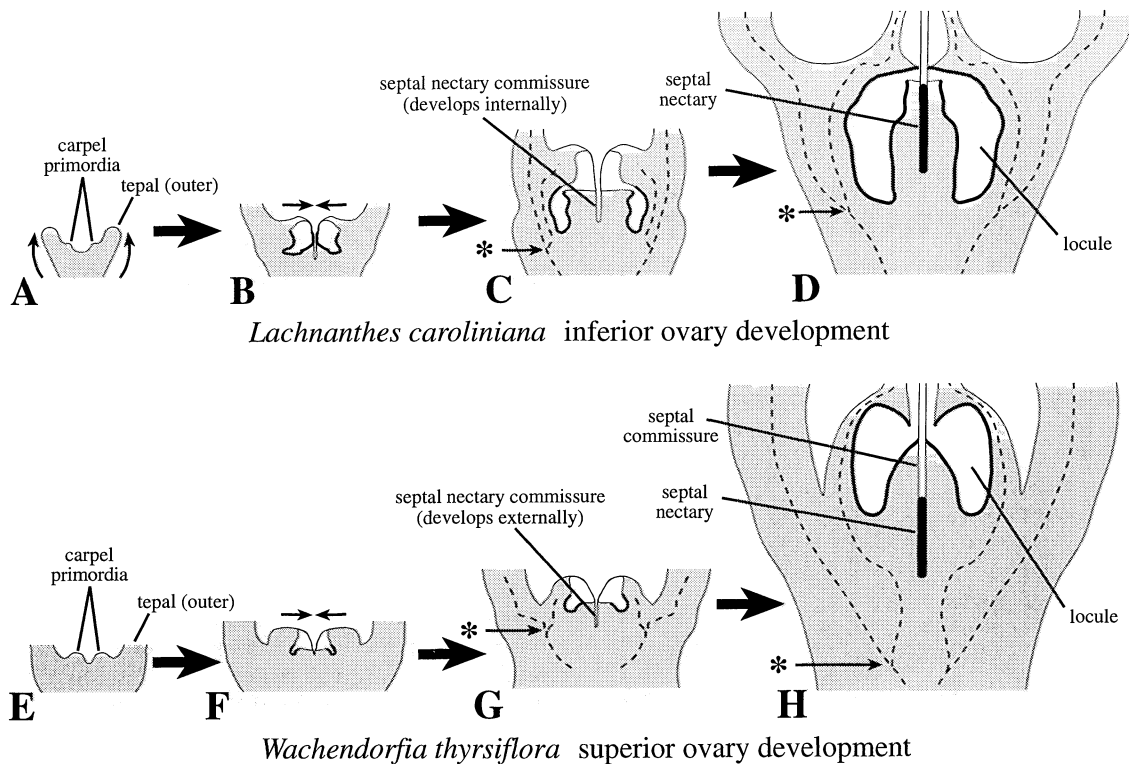 carpel
primordia
tepal (outer)
A
B
septal nectary commissure
(develops internally)
*
C
septal
nectary
*
locule
D
Lachnanthes caroliniana inferior ovary development
carpel
primordia
tepal (outer)
E
F
septal nectary commissure
(develops externally)
*
G
septal
commissure
septal
nectary
locule
*
H
Wachendorfia thyrsiflora superior ovary development